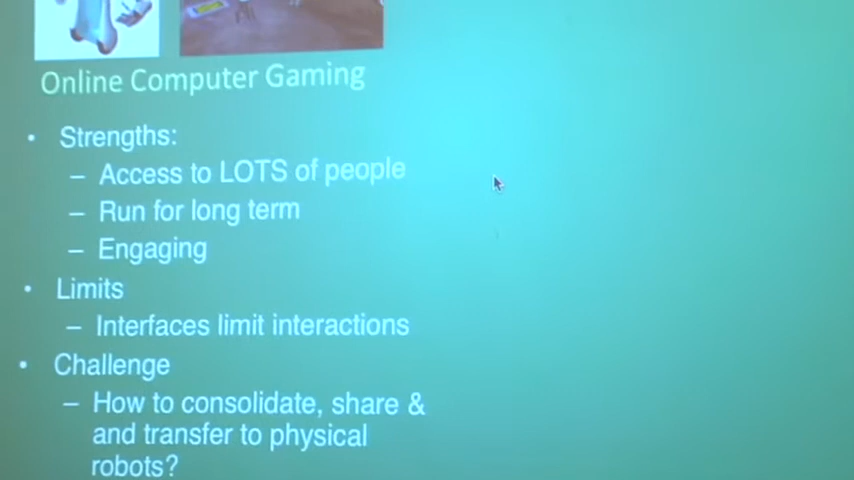 Online Computer Gaming
• Strengths:
– Access to LOTS of people
– Run for long term
– Engaging
• Limits
– Interfaces limit interactions
• Challenge
– How to consolidate, share &
and transfer to physical
robots?